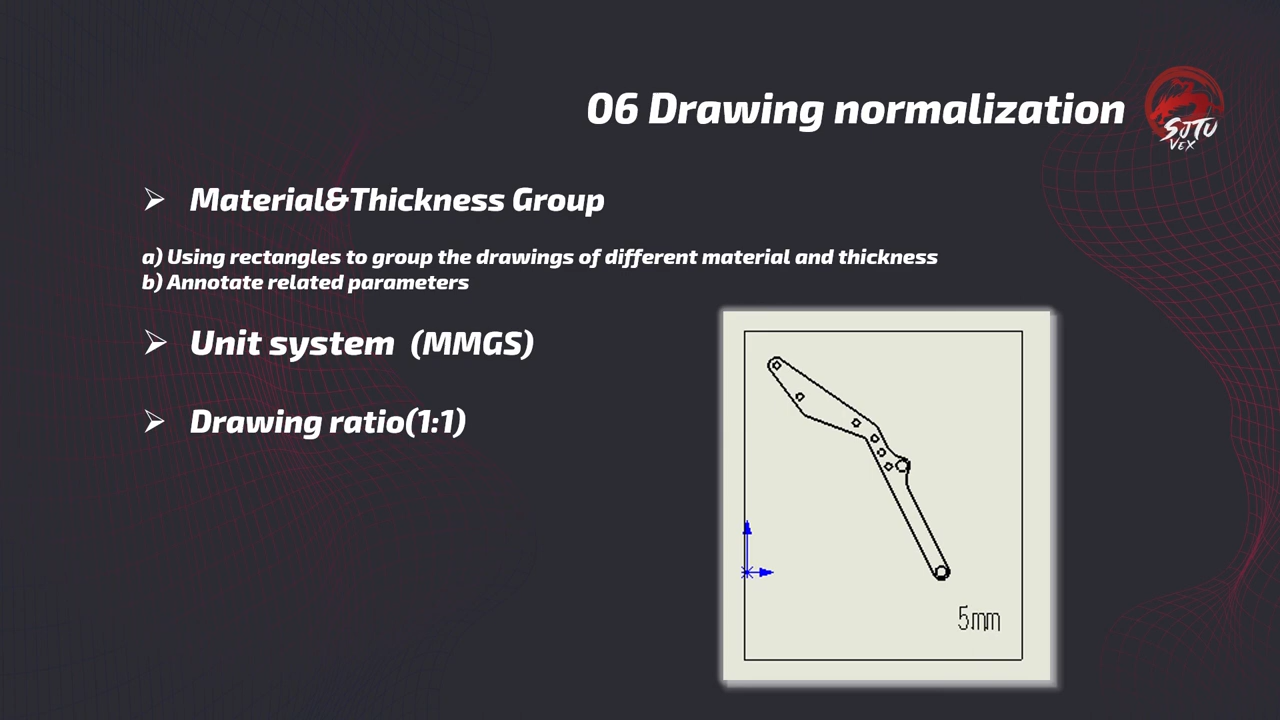 06 Drawing normalization
SJTU
VEX
Material&Thickness Group
a) Using rectangles to group the drawings of different material and thickness
b) Annotate related parameters
Unit system (MMGS)
Drawing ratio(1:1)
5mm